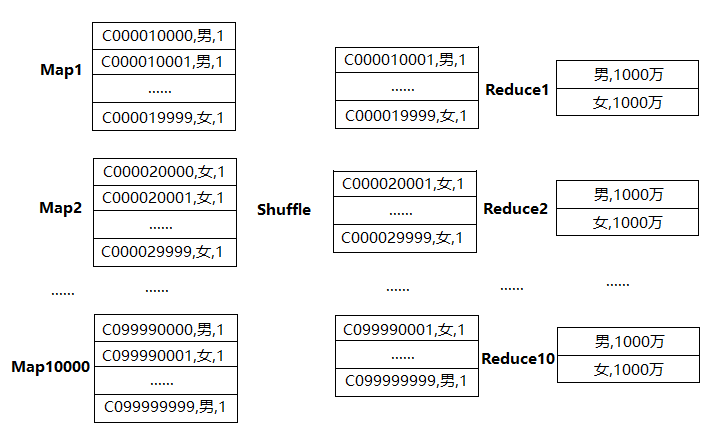 Map1
C000010000,男,1
C000010001,男,1
......
C000019999,女,1
C000010001,男,1
......
C000019999,女,1
Reduce1
男,1000万
女,1000万
Map2
C000020000,女,1
C000020001,女,1
......
C000029999,女,1
Shuffle
C000020001,女,1
......
C000029999,女,1
Reduce2
男,1000万
女,1000万
......
......
......
......
......
Map10000
C099990000,男,1
C099990001,女,1
......
C099999999,男,1
C099990001,女,1
......
C099999999,男,1
Reduce10
男,1000万
女,1000万